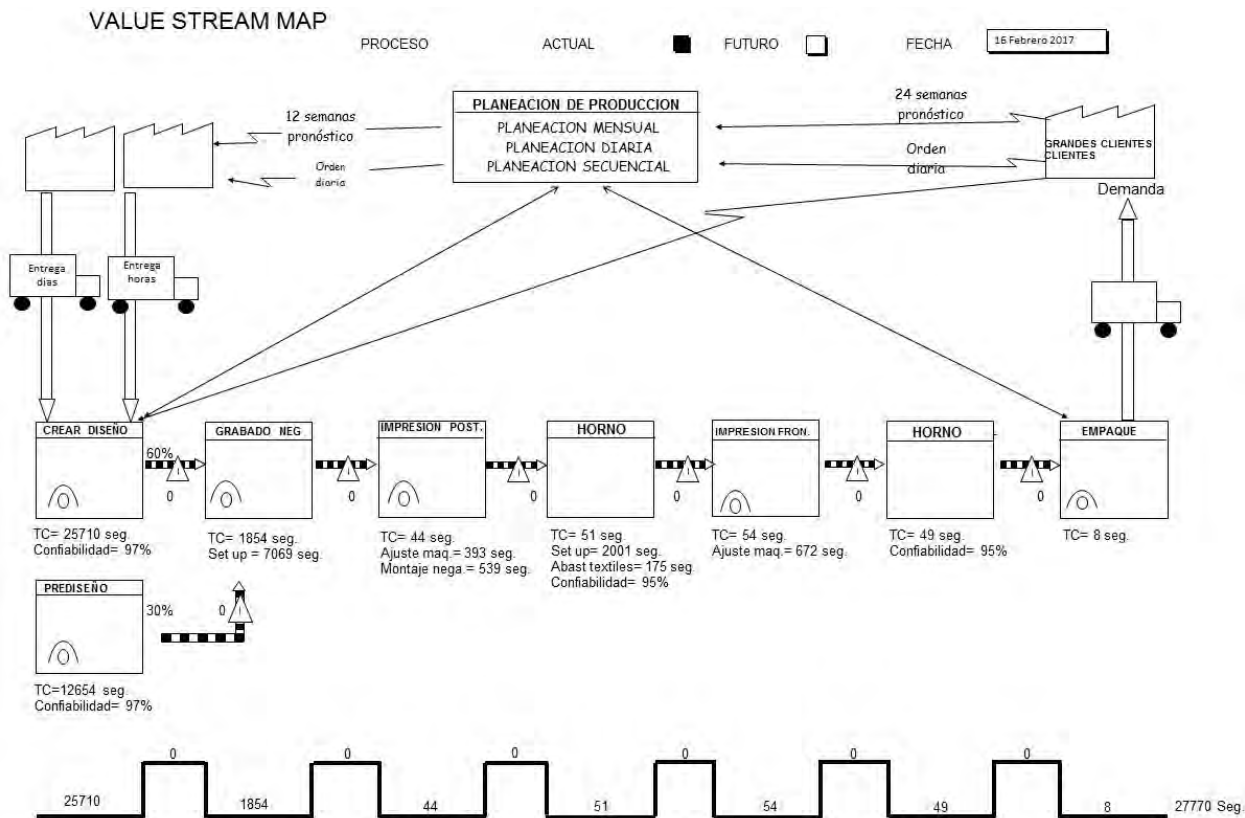 VALUE STREAM MAP
PROCESO ACTUAL FUTURO FECHA 16 Febrero 2017
12 semanas
pronóstico
Orden
diaria
PLANEACION DE PRODUCCION
PLANEACION MENSUAL
PLANEACION DIARIA
PLANEACION SECUENCIAL
24 semanas
pronóstico
Orden
diaria
GRANDES CLIENTES
CLIENTES
Demanda
Entrega
dias
Entrega
horas
CREAR DISEÑO
60%
I
0
TC= 25710 seg.
Confiabilidad= 97%
GRABADO NEG
I
0
TC= 1854 seg.
Set up = 7069 seg.
IMPRESION POST.
I
0
TC= 44 seg.
Ajuste maq.= 393 seg.
Montaje nega.= 539 seg.
HORNO
I
0
TC= 51 seg.
Set up= 2001 seg.
Abast textiles= 175 seg.
Confiabilidad= 95%
IMPRESION FRON.
I
0
TC= 54 seg.
Ajuste maq.= 672 seg.
HORNO
I
0
TC= 49 seg.
Confiabilidad= 95%
EMPAQUE
TC= 8 seg.
PREDISEÑO
30%
0
I
TC=12654 seg.
Confiabilidad= 97%
0 0 0 0 0 0
25710 1854 44 51 54 49 8 27770 Seg.